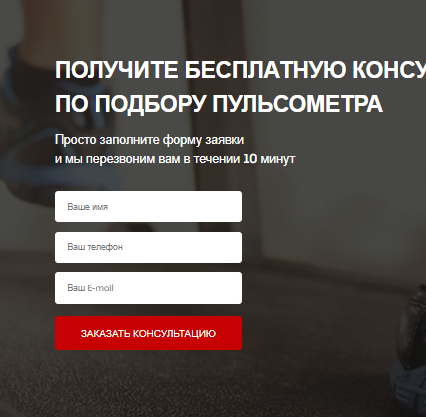 ПОЛУЧИТЕ БЕСПЛАТНУЮ
ПО ПОДБОРУ ПУЛЬСОМЕТРА
Просто заполните форму заявки
и мы перезвоним вам в течении 10 минут
Ваше имя
Ваш телефон
Ваш E-mail
ЗАКАЗАТЬ КОНСУЛЬТАЦИЮ